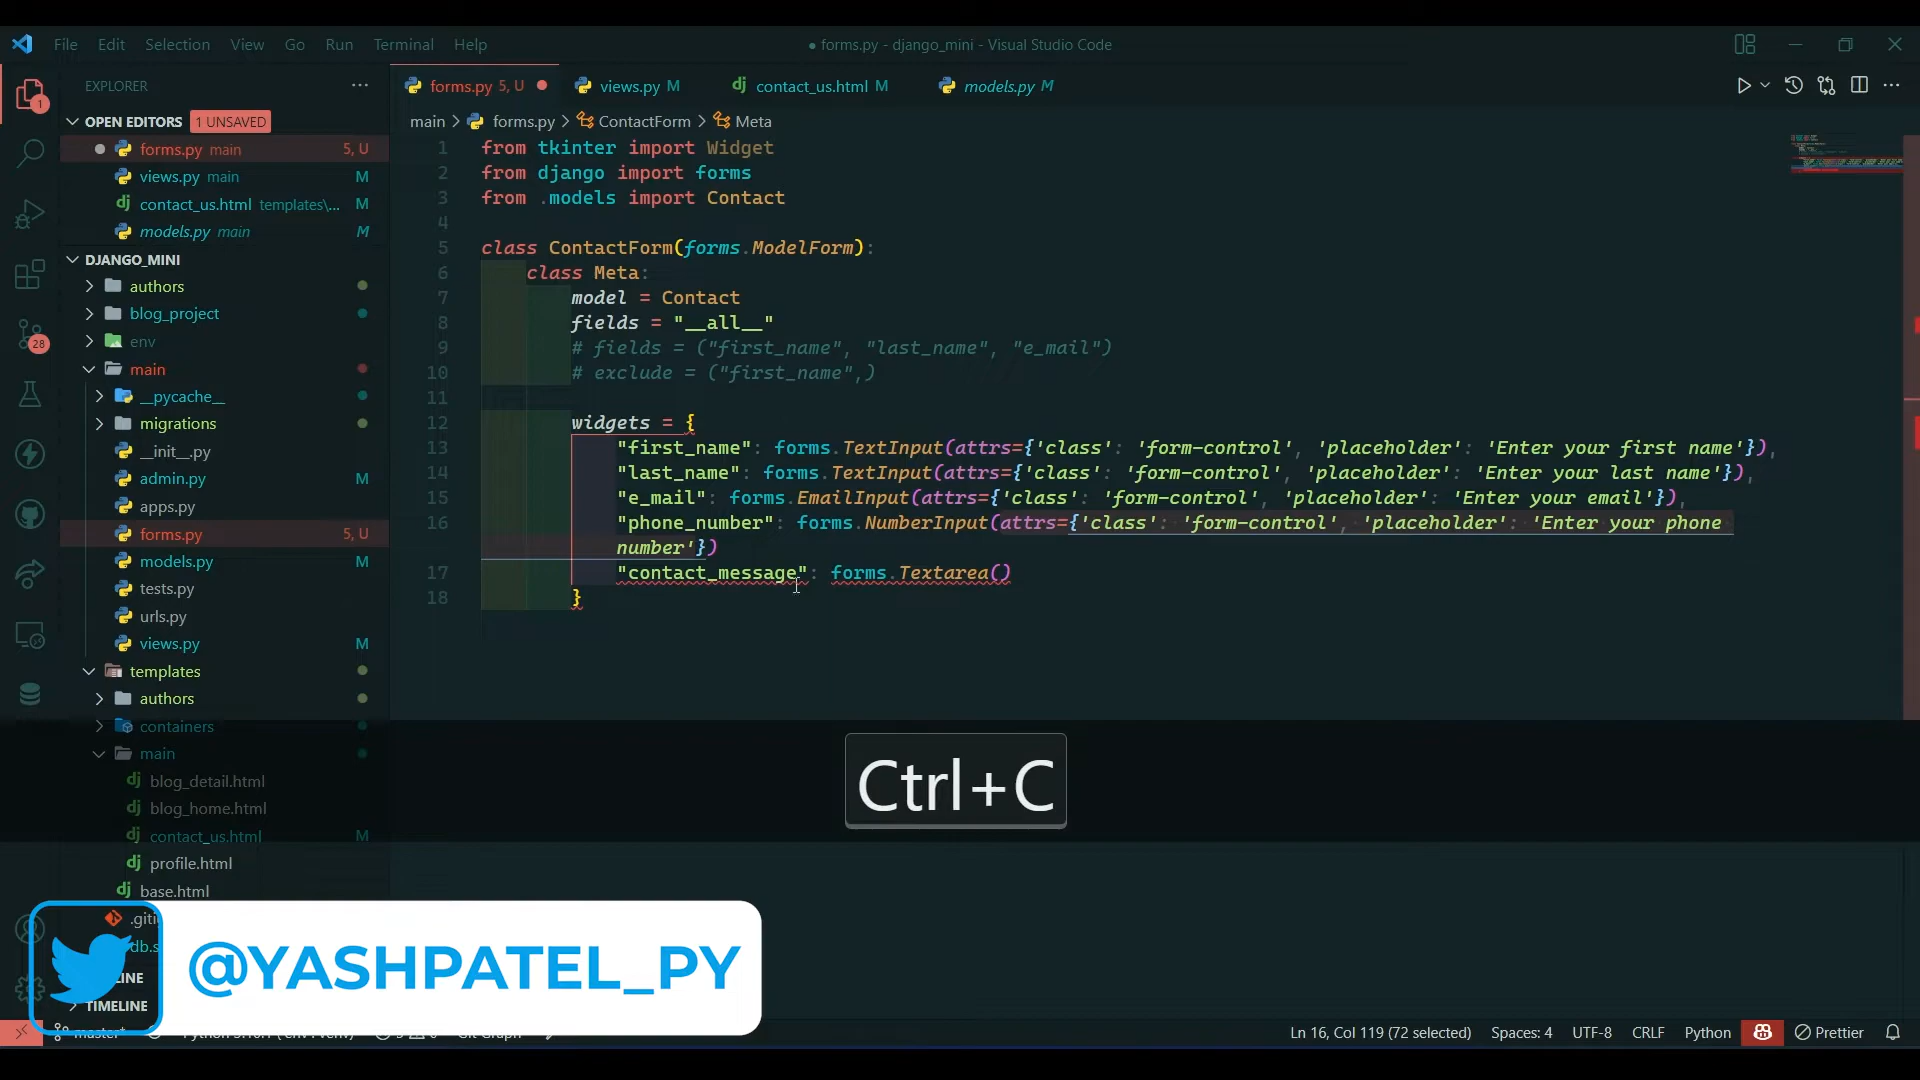 File Edit Selection View Go Run Terminal Help
● forms.py - django_mini - Visual Studio Code
EXPLORER ···
OPEN EDITORS 1 UNSAVED
forms.py main 5, U
views.py main M
contact_us.html templates\... M
models.py main M
DJANGO_MINI
authors
blog_project
env
main
__pycache__
migrations
__init__.py
admin.py M
apps.py
forms.py 5, U
models.py M
tests.py
urls.py
views.py M
templates
authors
containers
main
blog_detail.html
blog_home.html
contact_us.html M
profile.html
base.html
.giti
db.s
LINE
TIMELINE
1
28
forms.py 5, U ● views.py M contact_us.html M models.py M
main > forms.py > ContactForm > Meta
1 from tkinter import Widget
2 from django import forms
3 from .models import Contact
4
5 class ContactForm(forms.ModelForm):
6 class Meta:
7 model = Contact
8 fields = "__all__"
9 # fields = ("first_name", "last_name", "e_mail")
10 # exclude = ("first_name",)
11
12 widgets = {
13 "first_name": forms.TextInput(attrs={'class': 'form-control', 'placeholder': 'Enter your first name'}),
14 "last_name": forms.TextInput(attrs={'class': 'form-control', 'placeholder': 'Enter your last name'}),
15 "e_mail": forms.EmailInput(attrs={'class': 'form-control', 'placeholder': 'Enter your email'}),
16 "phone_number": forms.NumberInput(attrs={'class': 'form-control', 'placeholder': 'Enter your phone
number'})
17 "contact_message": forms.Textarea()
18 }
Ctrl+C
@YASHPATEL_PY
master*
Ln 16, Col 119 (72 selected) Spaces: 4 UTF-8 CRLF Python Prettier